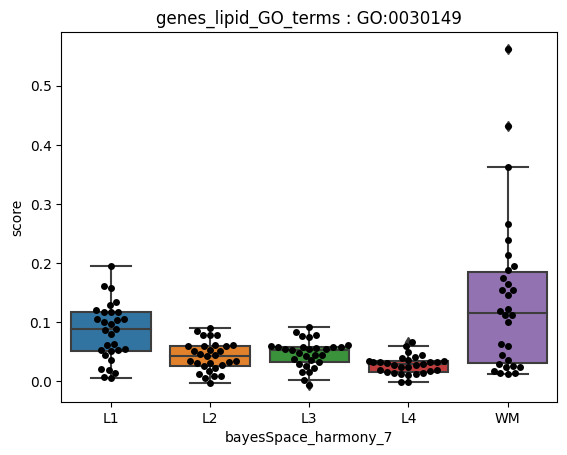 genes_lipid_GO_terms : GO:0030149
score
0.5
0.4
0.3
0.2
0.1
0.0
L1 L2 L3 L4 WM
bayesSpace_harmony_7